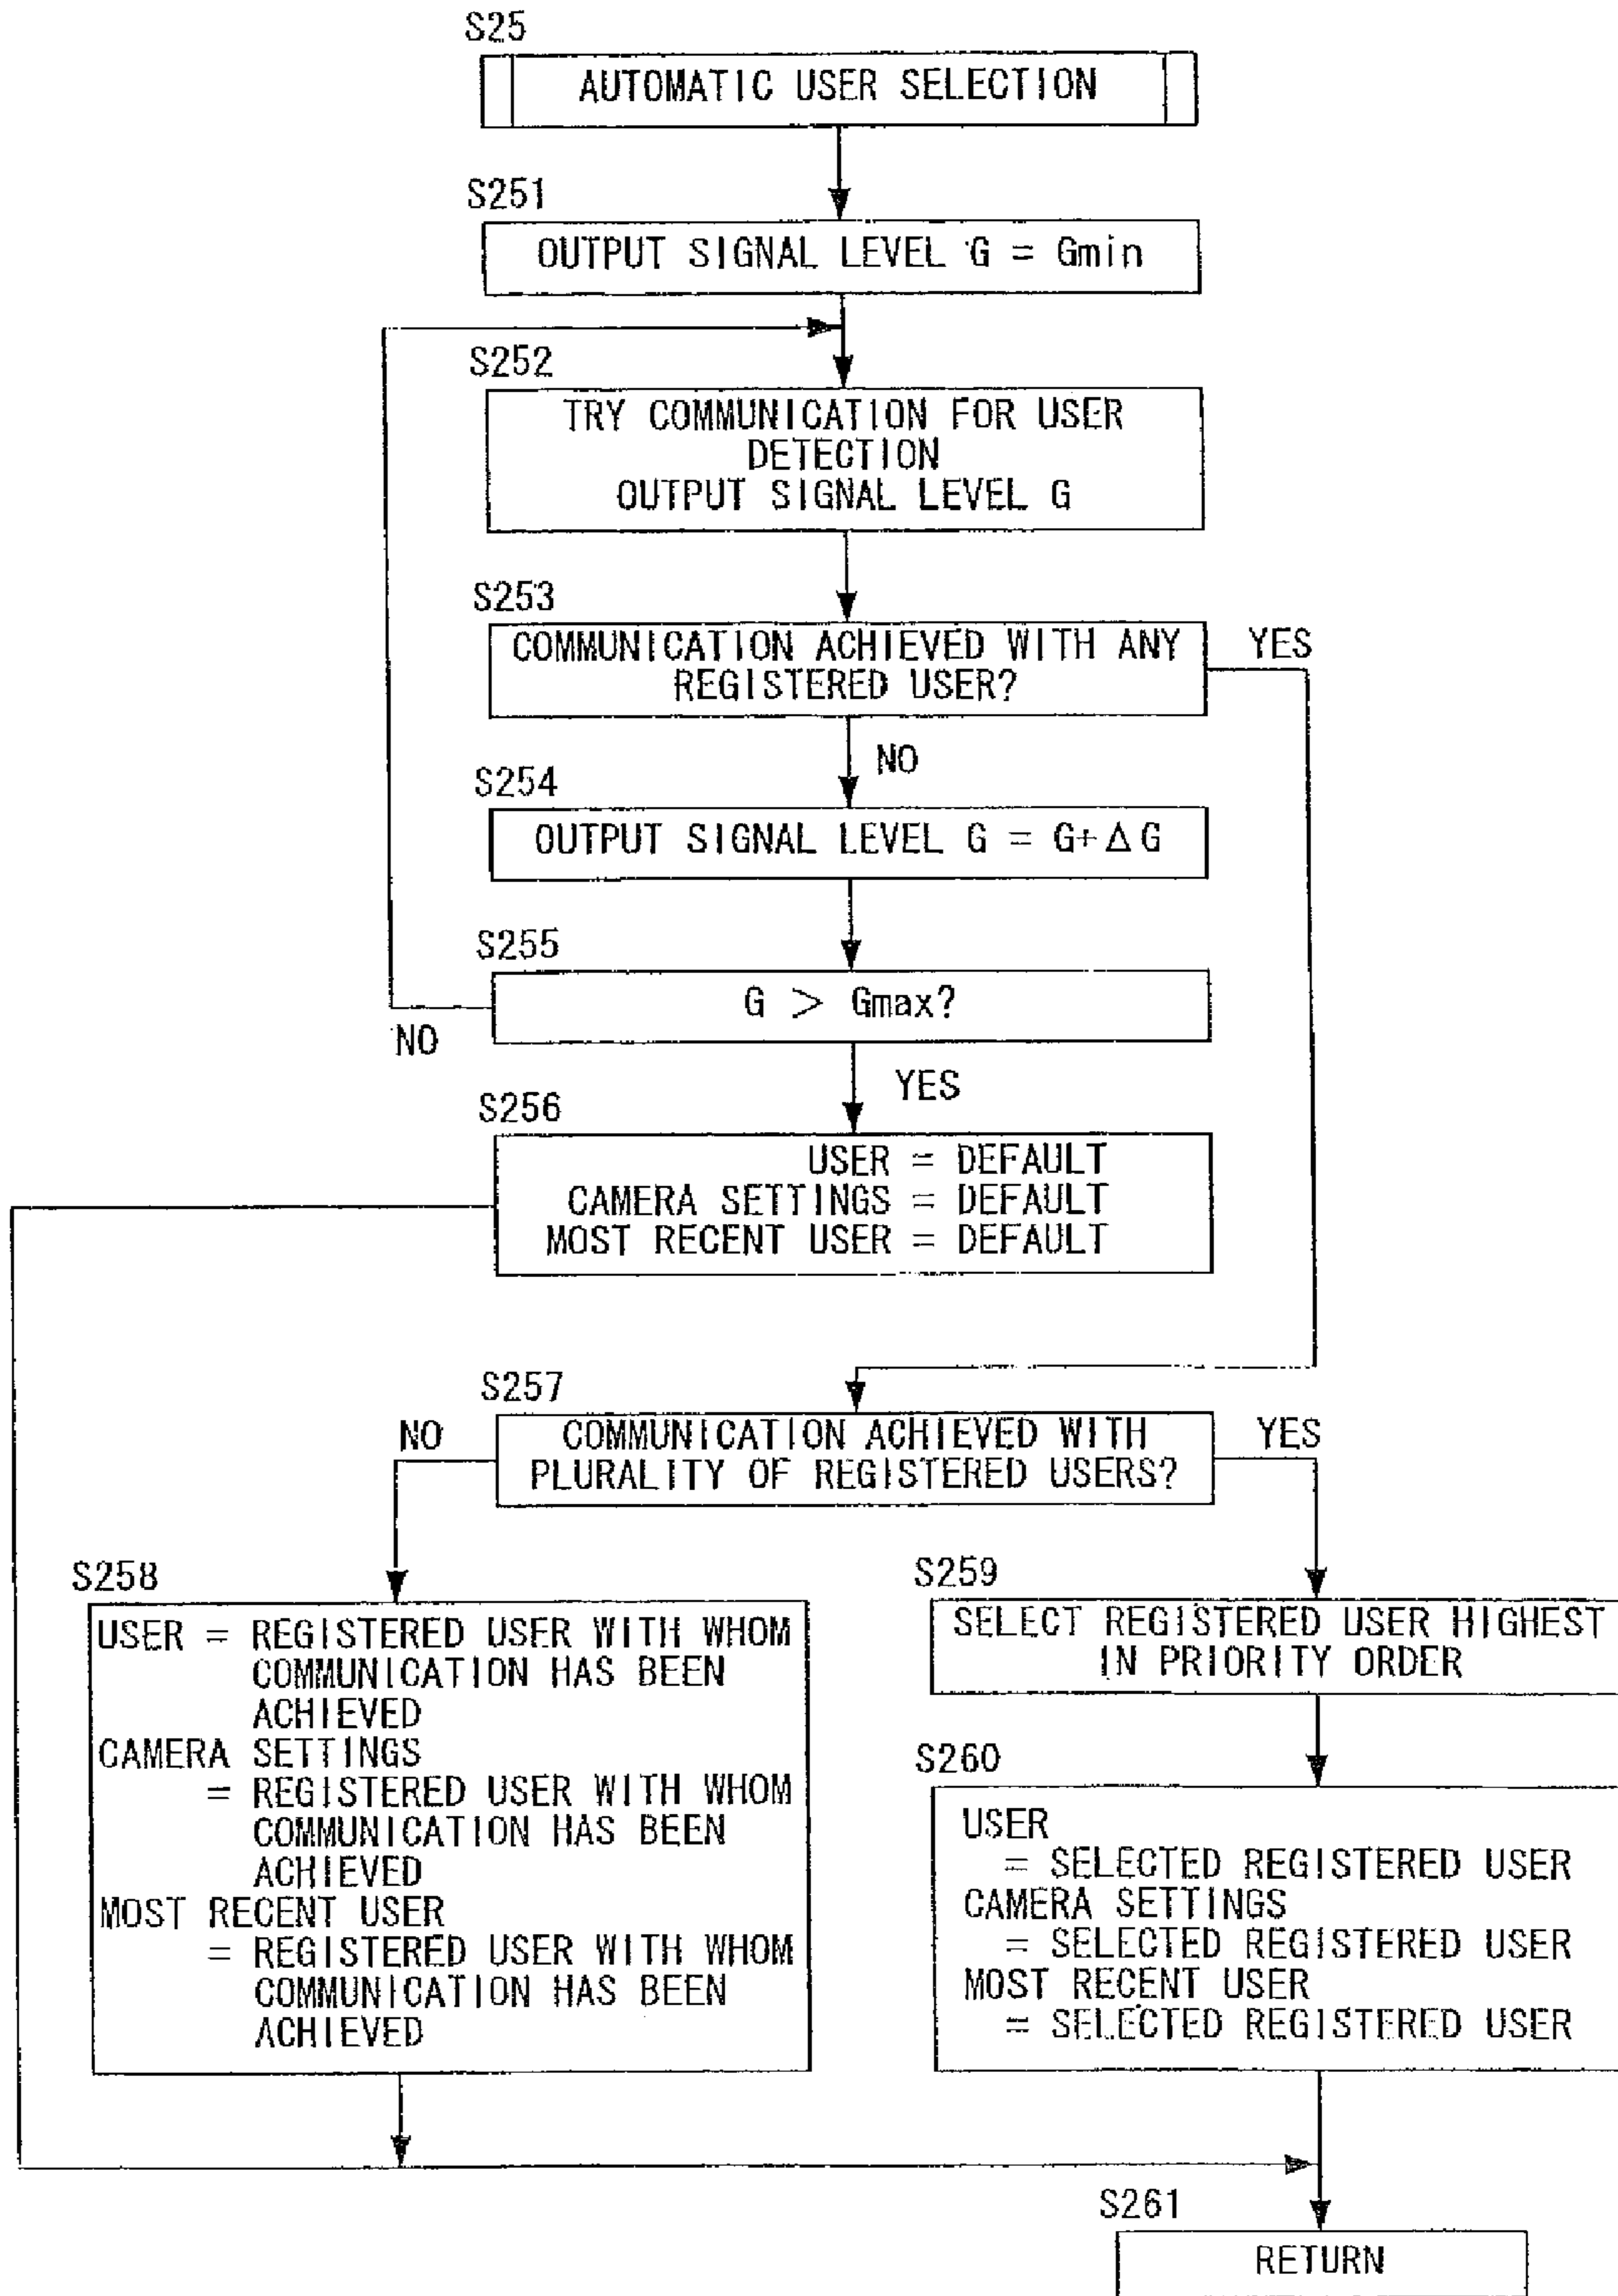 S25
AUTOMATIC USER SELECTION
S251
OUTPUT SIGNAL LEVEL G = Gmin
S252
TRY COMMUNICATION FOR USER
DETECTION
OUTPUT SIGNAL LEVEL G
S253
COMMUNICATION ACHIEVED WITH ANY
REGISTERED USER?
YES
NO
S254
OUTPUT SIGNAL LEVEL G = G+ΔG
S255
G > Gmax?
NO
YES
S256
USER = DEFAULT
CAMERA SETTINGS = DEFAULT
MOST RECENT USER = DEFAULT
S257
NO
COMMUNICATION ACHIEVED WITH
PLURALITY OF REGISTERED USERS?
YES
S258
USER = REGISTERED USER WITH WHOM
COMMUNICATION HAS BEEN
ACHIEVED
CAMERA SETTINGS
= REGISTERED USER WITH WHOM
COMMUNICATION HAS BEEN
ACHIEVED
MOST RECENT USER
= REGISTERED USER WITH WHOM
COMMUNICATION HAS BEEN
ACHIEVED
S259
SELECT REGISTERED USER HIGHEST
IN PRIORITY ORDER
S260
USER
= SELECTED REGISTERED USER
CAMERA SETTINGS
= SELECTED REGISTERED USER
MOST RECENT USER
= SELECTED REGISTERED USER
S261
RETURN